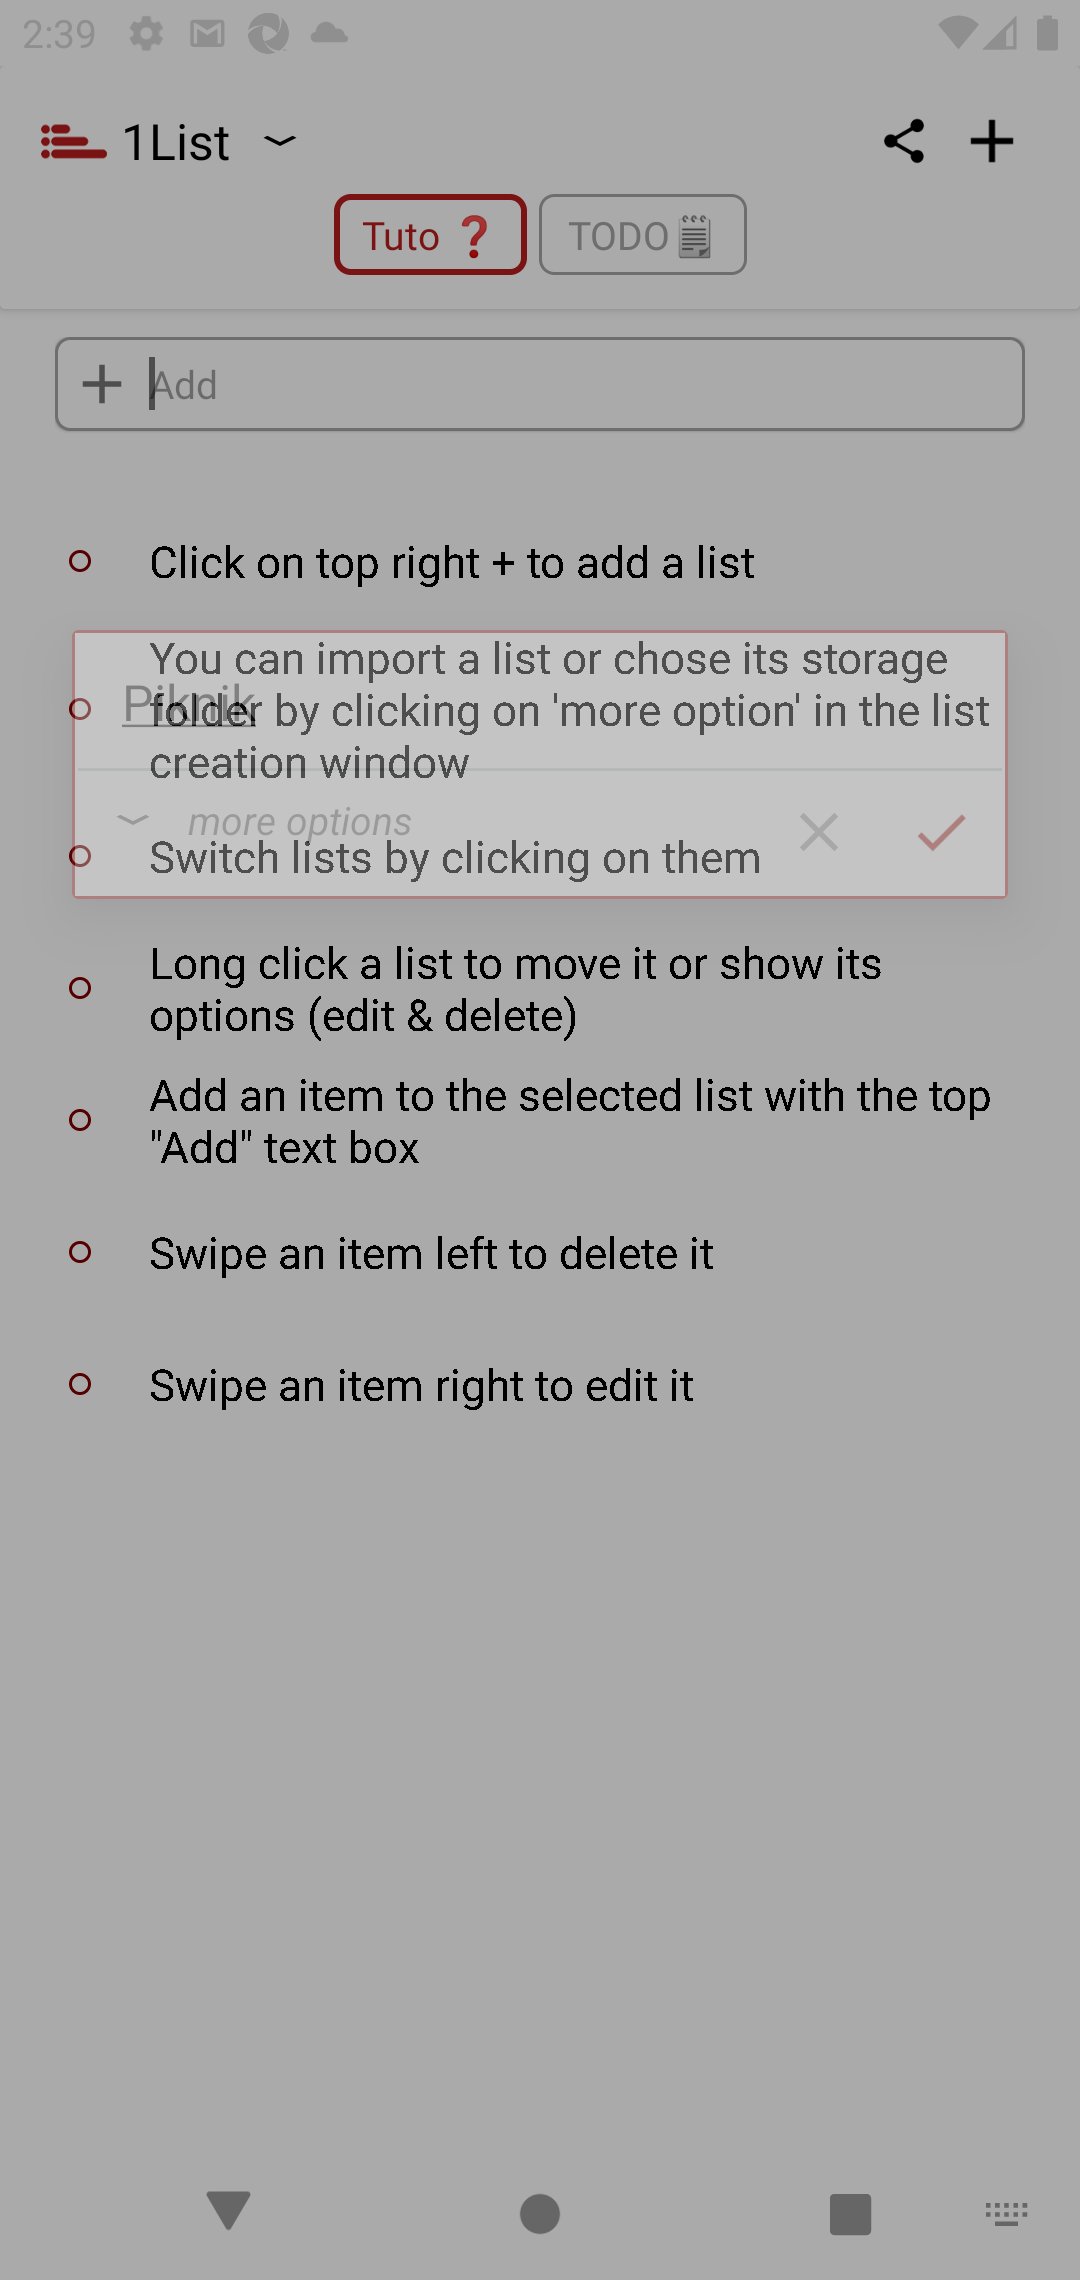 2:39
1List
Tuto ❓
TODO🗒
Add
Click on top right + to add a list
You can import a list or chose its storage
Piknik
folder by clicking on 'more option' in the list
creation window
more options
Switch lists by clicking on them
Long click a list to move it or show its
options (edit & delete)
Add an item to the selected list with the top
"Add" text box
Swipe an item left to delete it
Swipe an item right to edit it